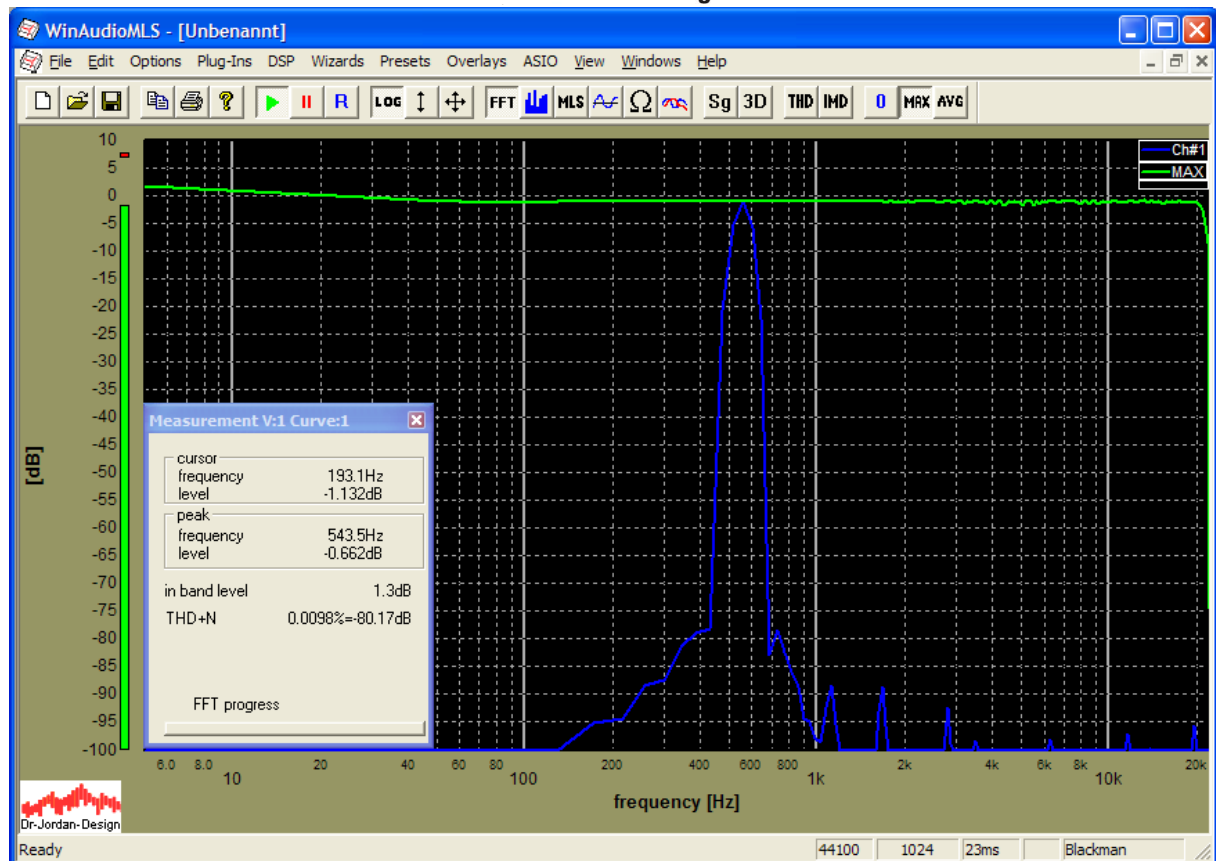 WinAudioMLS - [Unbenannt]
File Edit Options Plug-Ins DSP Wizards Presets Overlays ASIO View Windows Help
R LOG FFT MLS Ω Sg 3D THD IMD 0 MAX AVG
Ch#1
MAX
10
5
0
-5
-10
-15
-20
-25
-30
-35
-40
-45
-50
-55
-60
-65
-70
-75
-80
-85
-90
-95
-100
[dB]
Measurement V:1 Curve:1
cursor
frequency 193.1Hz
level -1.132dB
peak
frequency 543.5Hz
level -0.662dB
in band level 1.3dB
THD+N 0.0098%=-80.17dB
FFT progress
6.0 8.0 10 20 40 60 80 100 200 400 600 800 1k 2k 4k 6k 8k 10k 20k
frequency [Hz]
Dr-Jordan-Design
Ready 44100 1024 23ms Blackman